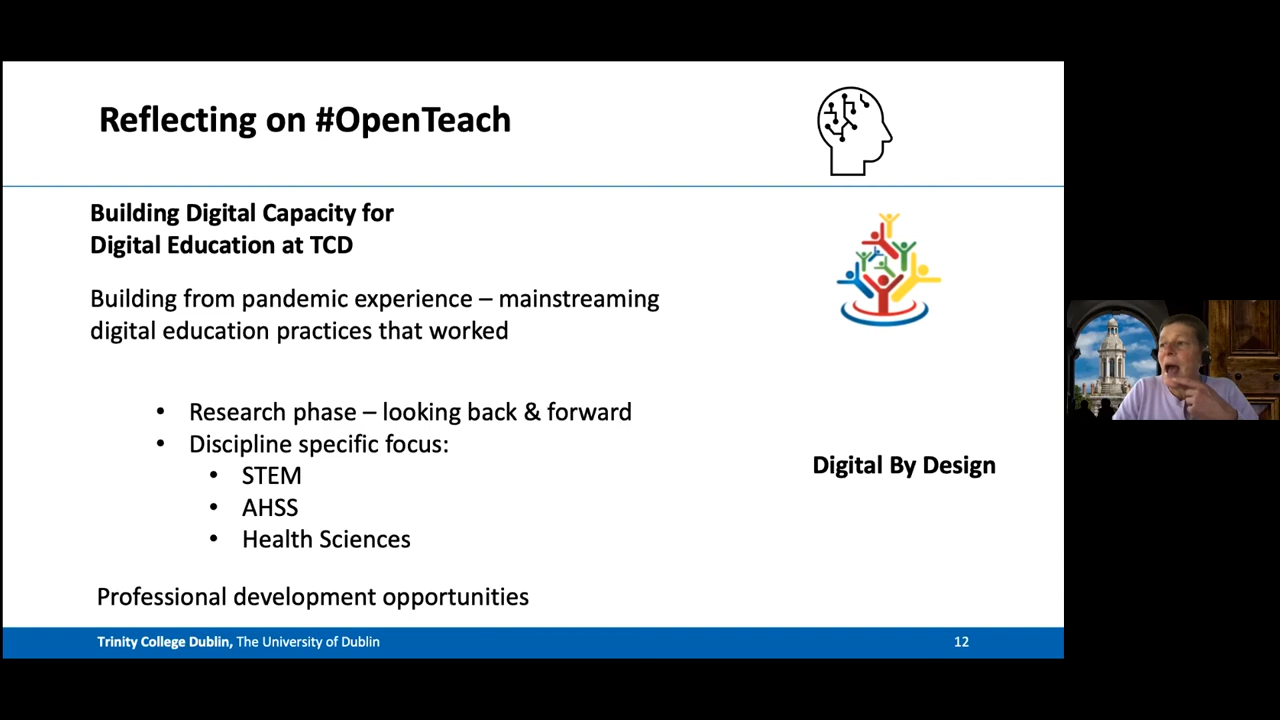 Reflecting on #OpenTeach
Building Digital Capacity for
Digital Education at TCD
Building from pandemic experience – mainstreaming
digital education practices that worked
• Research phase – looking back & forward
• Discipline specific focus:
• STEM
• AHSS
• Health Sciences
Digital By Design
Professional development opportunities
Trinity College Dublin, The University of Dublin
12